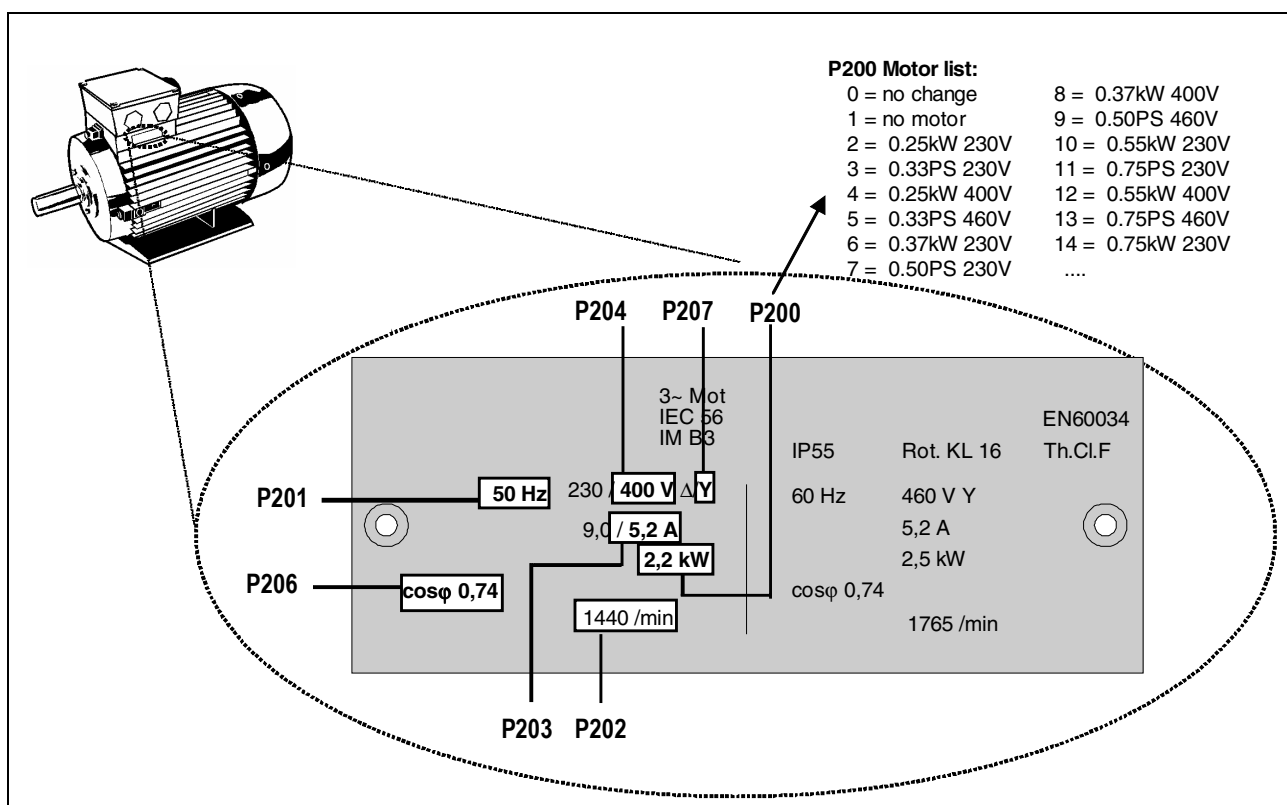 P200 Motor list:
0 = no change
1 = no motor
2 = 0.25kW 230V
3 = 0.33PS 230V
4 = 0.25kW 400V
5 = 0.33PS 460V
6 = 0.37kW 230V
7 = 0.50PS 230V
8 = 0.37kW 400V
9 = 0.50PS 460V
10 = 0.55kW 230V
11 = 0.75PS 230V
12 = 0.55kW 400V
13 = 0.75PS 460V
14 = 0.75kW 230V
....
P204 P207 P200
3~ Mot
IEC 56
IM B3
EN60034
IP55 Rot. KL 16 Th.Cl.F
P201 50 Hz 230 / 400 V Δ/Y 60 Hz 460 V Y
9,0 / 5,2 A 5,2 A
2,2 kW 2,5 kW
P206 cosφ 0,74 cosφ 0,74
1440 /min 1765 /min
P203 P202